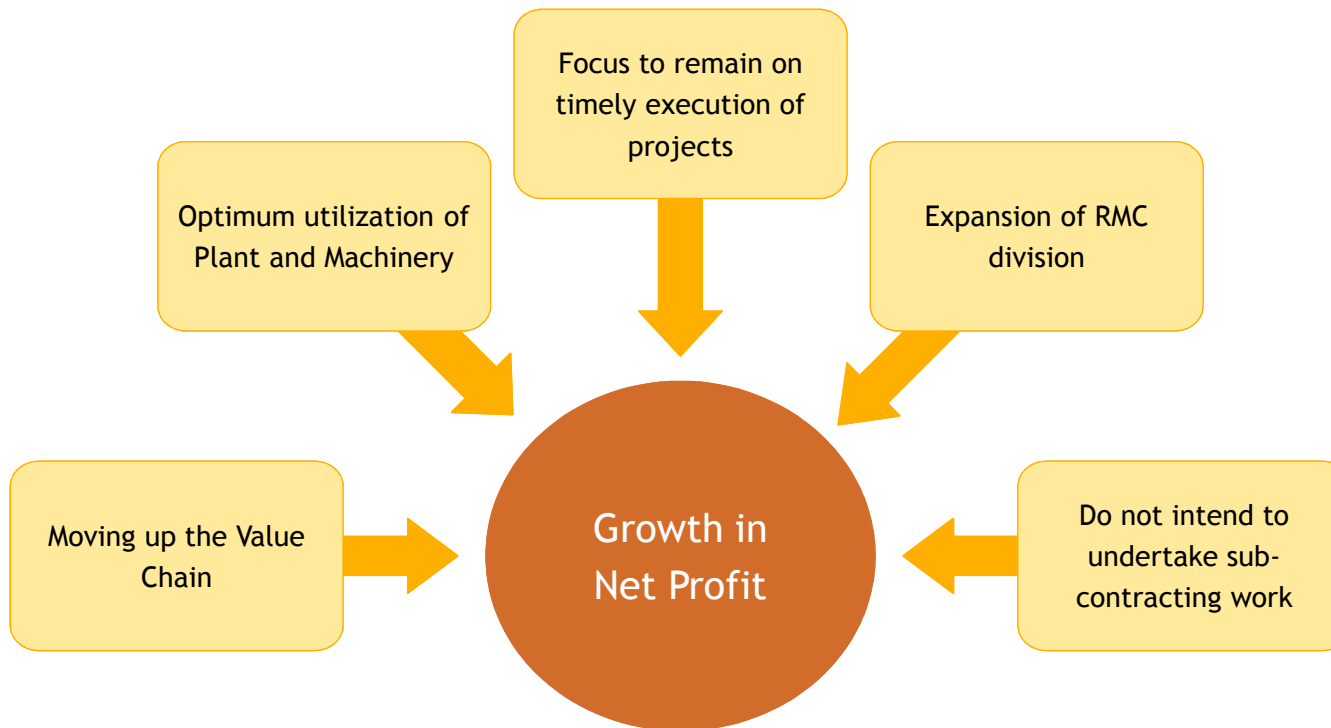 Focus to remain on
timely execution of
projects
Optimum utilization of
Plant and Machinery
Expansion of RMC
division
Moving up the Value
Chain
Growth in
Net Profit
Do not intend to
undertake sub-
contracting work